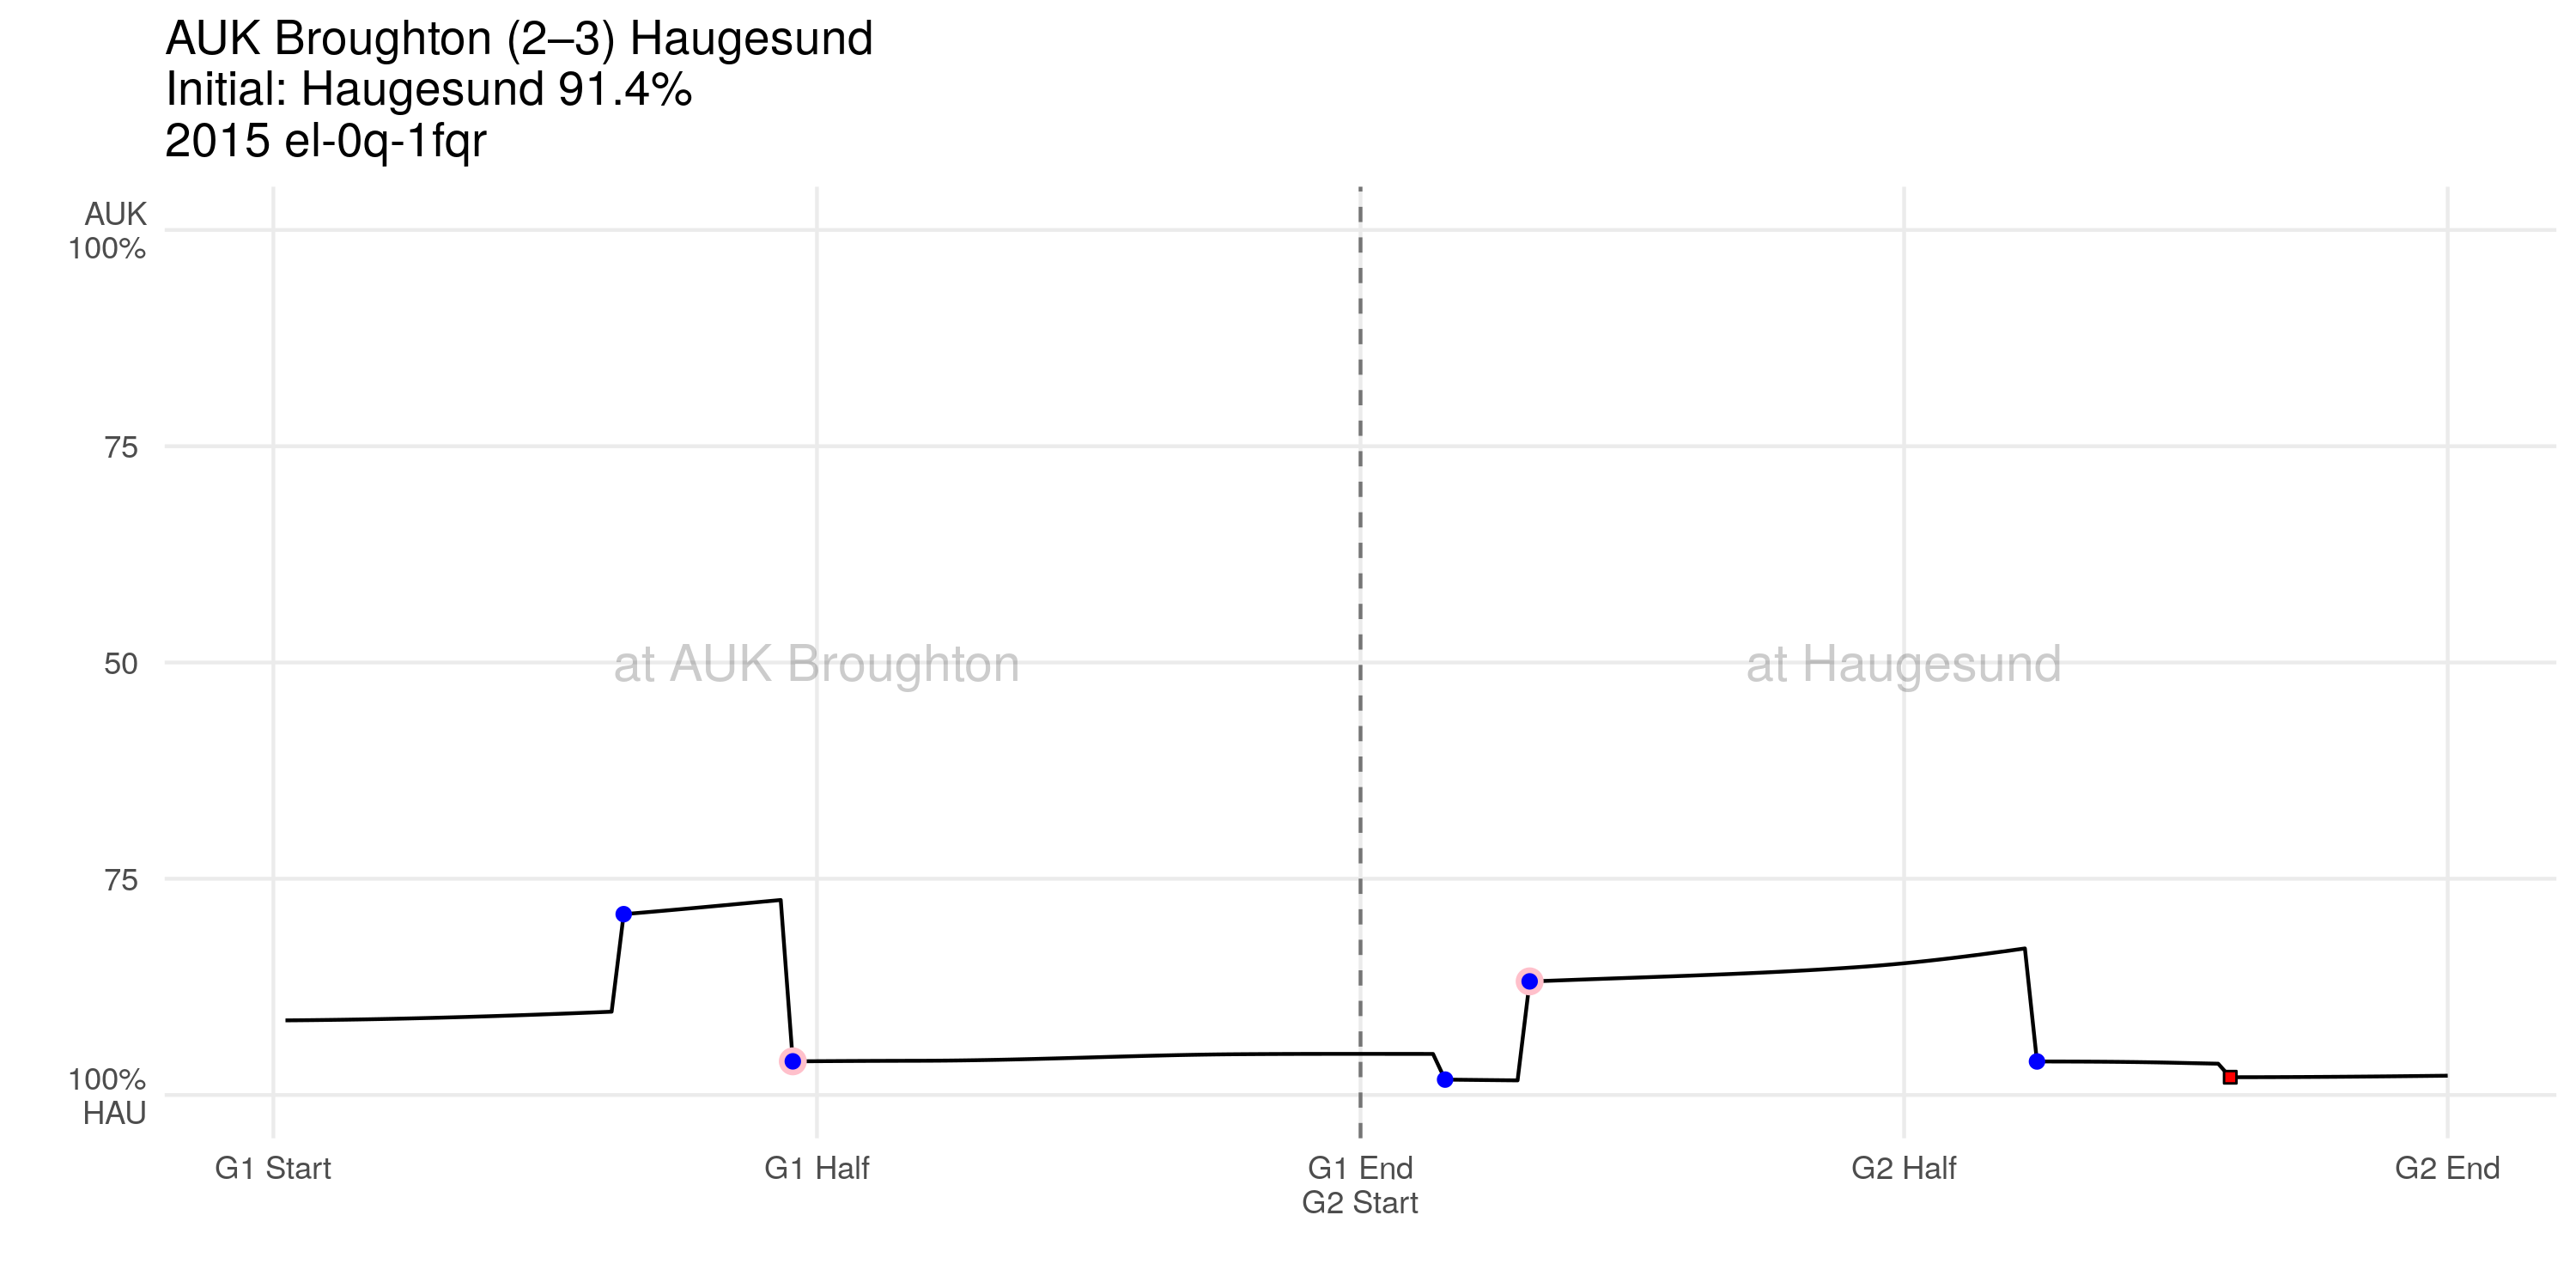 AUK Broughton (2–3) Haugesund
Initial: Haugesund 91.4%
2015 el-0q-1fqr
AUK
100%
75
50
75
100%
HAU
at AUK Broughton
at Haugesund
G1 Start
G1 Half
G1 End
G2 Start
G2 Half
G2 End